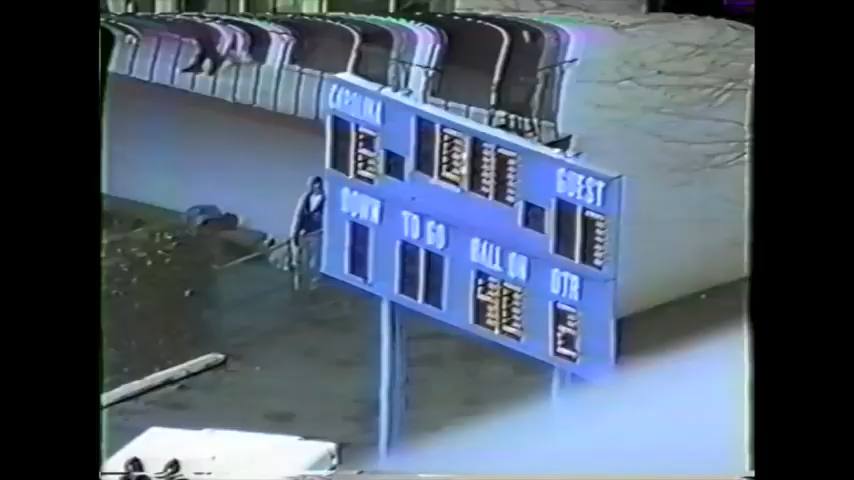 CAROLINA
GUEST
DOWN
TO GO
BALL ON
QTR